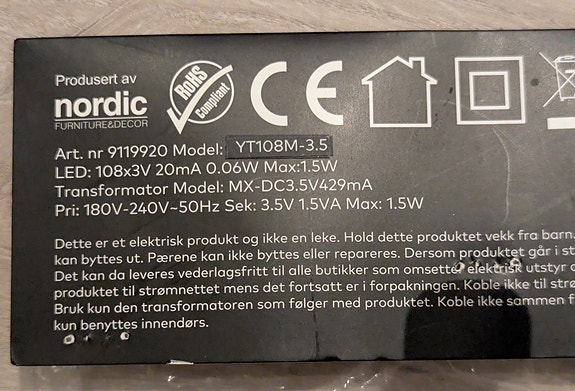 Produsert av
nordic
FURNITURE&DECOR
RoHS
Compliant
CE
Art. nr 9119920 Model: YT108M-3.5
LED: 108x3V 20mA 0.06W Max:1.5W
Transformator Model: MX-DC3.5V429mA
Pri: 180V-240V~50Hz Sek: 3.5V 1.5VA Max: 1.5W
Dette er et elektrisk produkt og ikke en leke. Hold dette produktet vekk fra barn.
kan byttes ut. Pærene kan ikke byttes eller repareres. Dersom produktet går i st
Det kan da leveres vederlagsfritt til alle butikker som omsetter elektrisk utstyr o
produktet til strømnettet mens det fortsatt er i forpakningen. Koble ikke til strø
Bruk kun den transformatoren som følger med produktet. Koble ikke sammen f
kun benyttes innendørs.